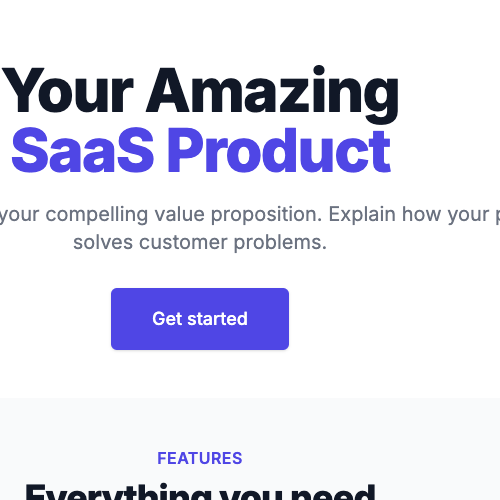 Your Amazing
SaaS Product
your compelling value proposition. Explain how your
solves customer problems.
Get started
FEATURES
Everything you need